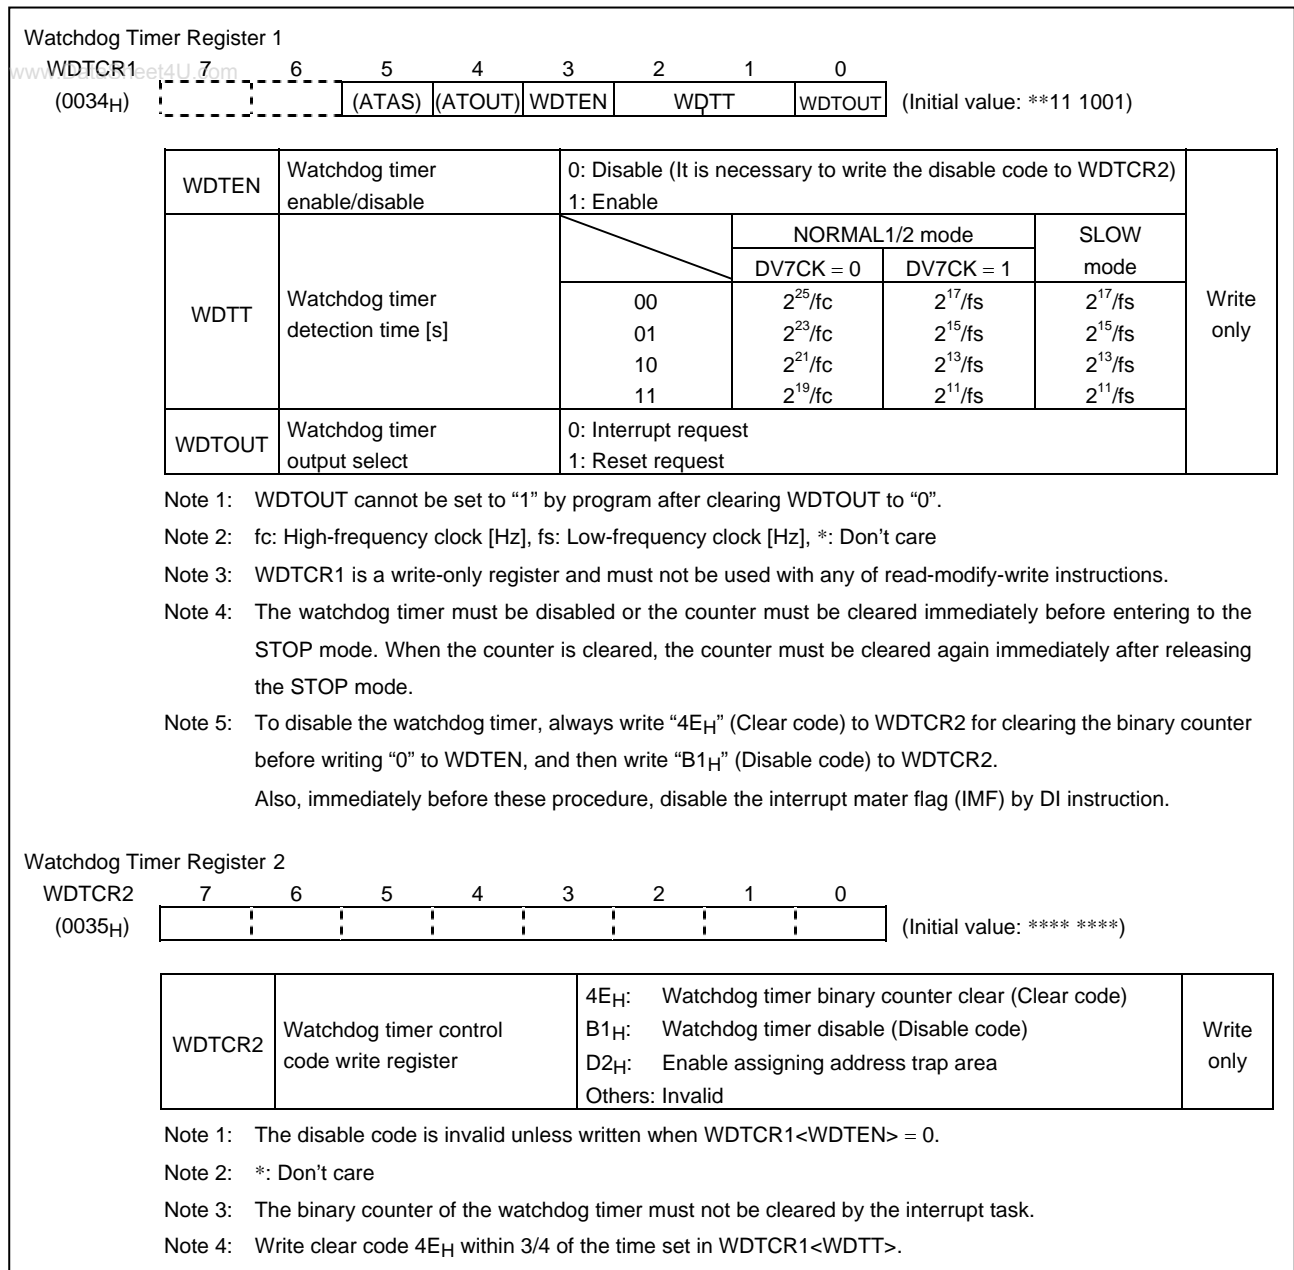 Watchdog Timer Register 1
www.DataSheet4U.com
WDTCR1 7 6 5 4 3 2 1 0
(0034H) (ATAS) (ATOUT) WDTEN WDTT WDTOUT (Initial value: **11 1001)
WDTEN Watchdog timer enable/disable 0: Disable (It is necessary to write the disable code to WDTCR2)
1: Enable
NORMAL1/2 mode SLOW mode
DV7CK = 0 DV7CK = 1
WDTT Watchdog timer detection time [s]
00 2^25/fc 2^17/fs 2^17/fs
01 2^23/fc 2^15/fs 2^15/fs
10 2^21/fc 2^13/fs 2^13/fs
11 2^19/fc 2^11/fs 2^11/fs
Write only
WDTOUT Watchdog timer output select 0: Interrupt request
1: Reset request
Note 1: WDTOUT cannot be set to “1” by program after clearing WDTOUT to “0”.
Note 2: fc: High-frequency clock [Hz], fs: Low-frequency clock [Hz], *: Don’t care
Note 3: WDTCR1 is a write-only register and must not be used with any of read-modify-write instructions.
Note 4: The watchdog timer must be disabled or the counter must be cleared immediately before entering to the
STOP mode. When the counter is cleared, the counter must be cleared again immediately after releasing
the STOP mode.
Note 5: To disable the watchdog timer, always write “4EH” (Clear code) to WDTCR2 for clearing the binary counter
before writing “0” to WDTEN, and then write “B1H” (Disable code) to WDTCR2.
Also, immediately before these procedure, disable the interrupt mater flag (IMF) by DI instruction.
Watchdog Timer Register 2
WDTCR2 7 6 5 4 3 2 1 0
(0035H) (Initial value: **** ****)
WDTCR2 Watchdog timer control code write register
4EH: Watchdog timer binary counter clear (Clear code)
B1H: Watchdog timer disable (Disable code)
D2H: Enable assigning address trap area
Others: Invalid
Write only
Note 1: The disable code is invalid unless written when WDTCR1<WDTEN> = 0.
Note 2: *: Don’t care
Note 3: The binary counter of the watchdog timer must not be cleared by the interrupt task.
Note 4: Write clear code 4EH within 3/4 of the time set in WDTCR1<WDTT>.